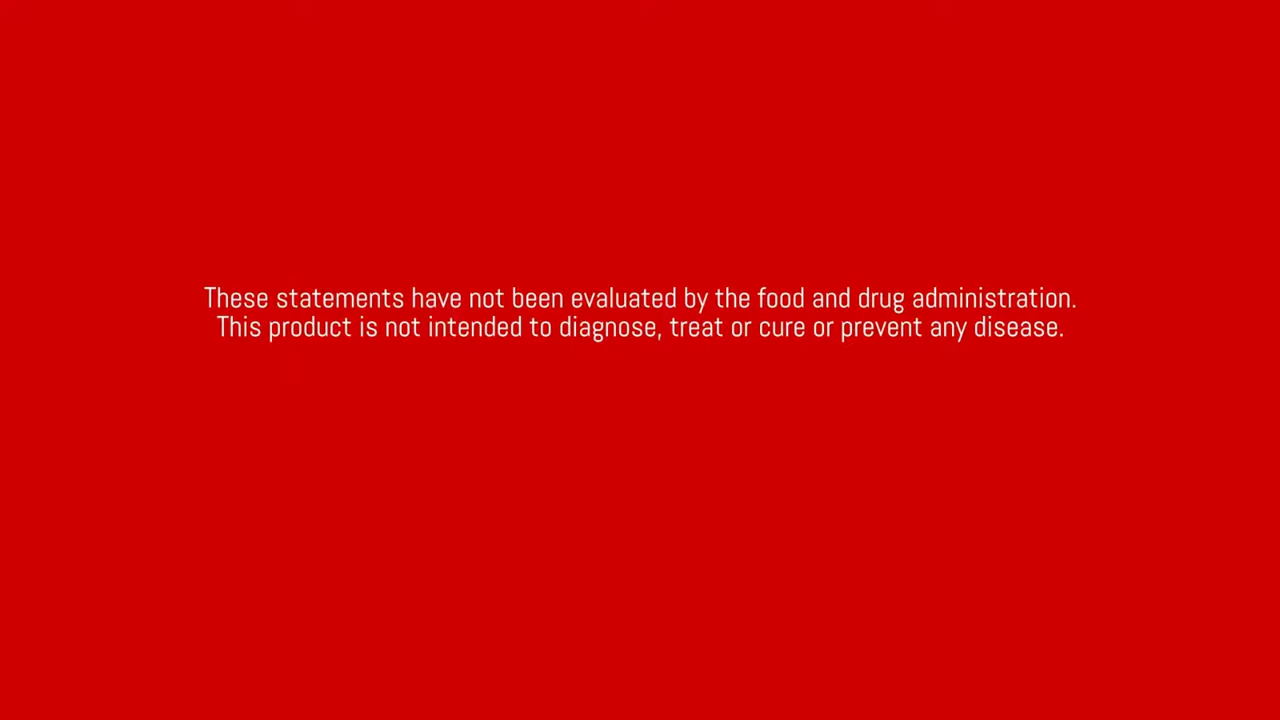 These statements have not been evaluated by the food and drug administration.
This product is not intended to diagnose, treat or cure or prevent any disease.